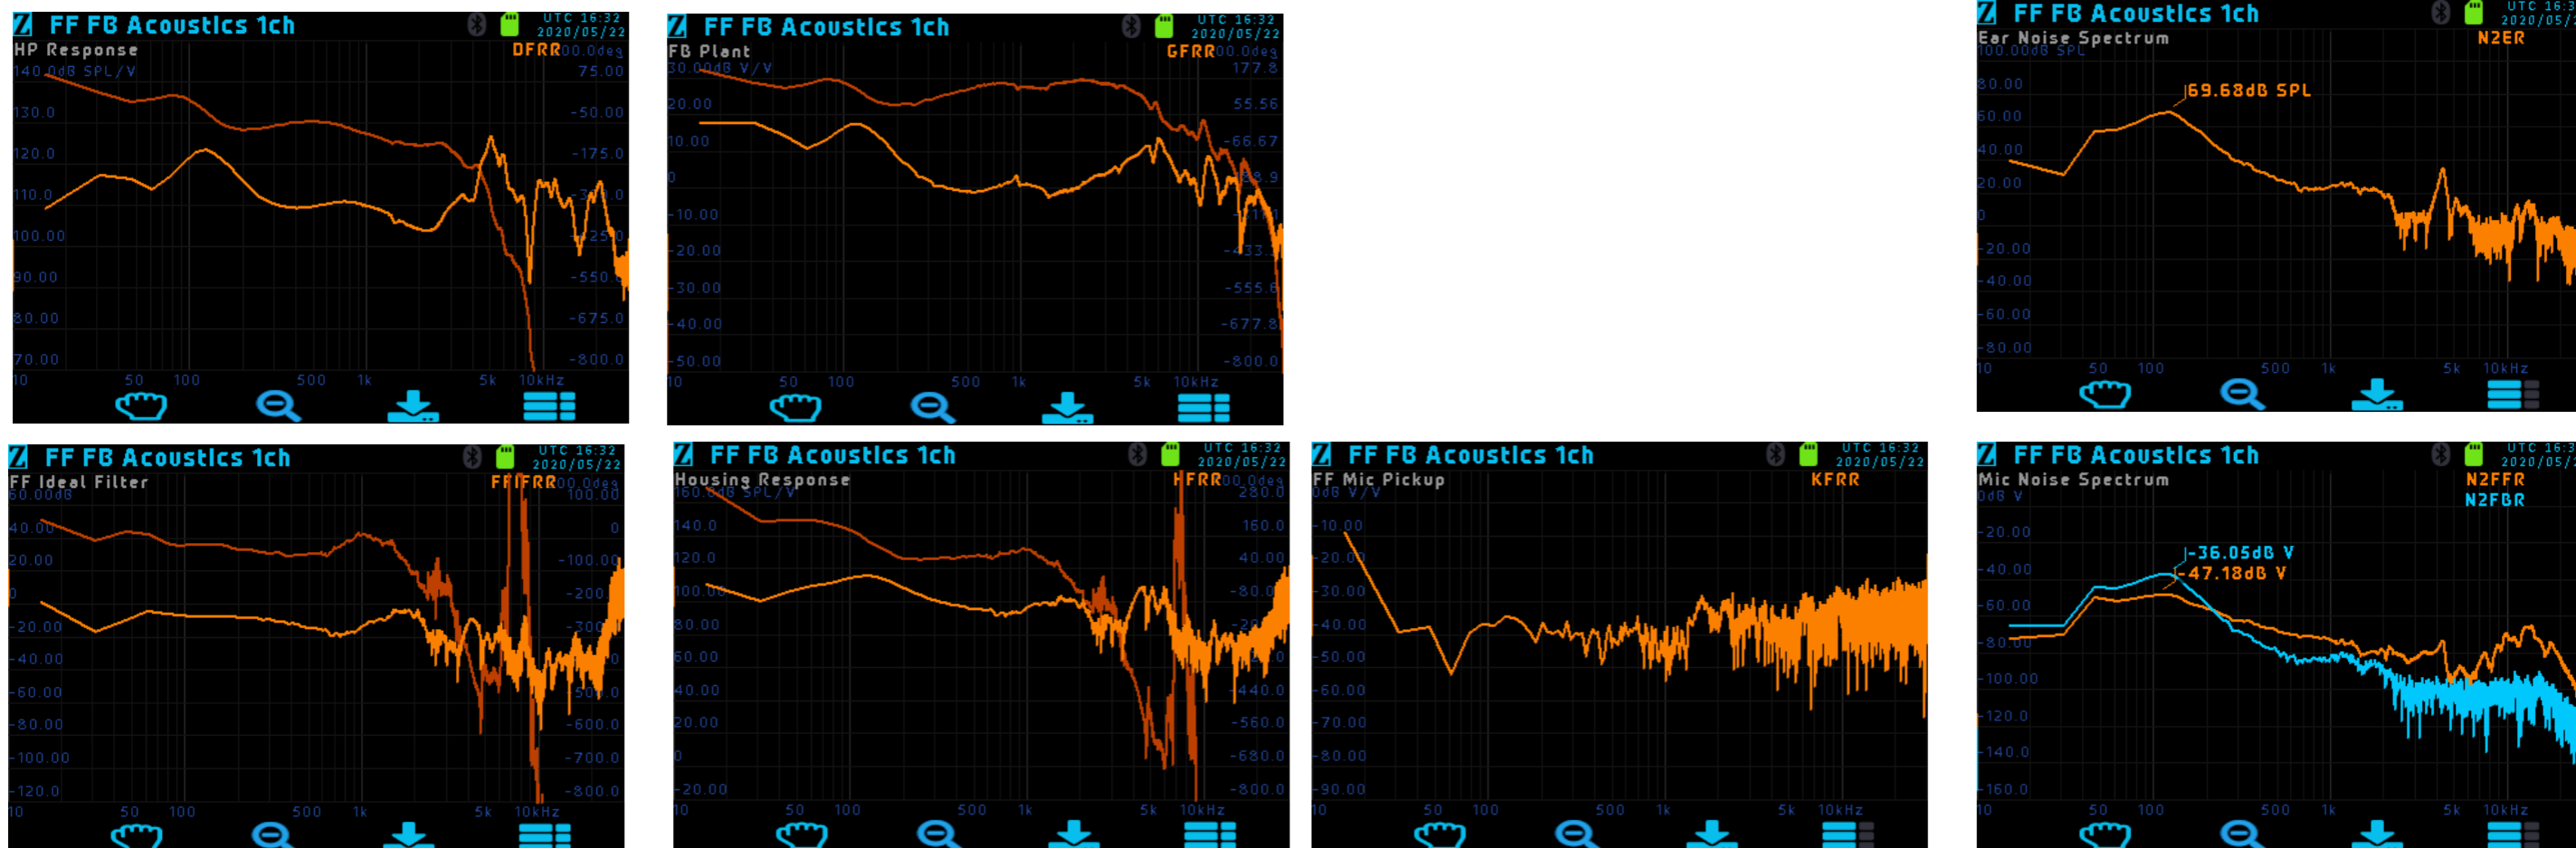 FF FB Acoustics 1ch
UTC 16:32
2020/05/22
HP Response
DFRR
00.0deg
140.0dB SPL/V
75.00
130.0
-50.00
120.0
-175.0
110.0
100.00
90.00
-550.
80.00
-675.0
70.00
-800.0
10 50 100 500 1k 5k 10kHz
FF FB Acoustics 1ch
UTC 16:32
2020/05/22
FB Plant
GFRR
00.0deg
30.00dB V/V
177.8
20.00
55.56
10.00
-66.67
0
-10.00
-20.00
-433.
-30.00
-555.6
-40.00
-677.8
-50.00
-800.0
10 50 100 500 1k 5k 10kHz
FF FB Acoustics 1ch
Ear Noise Spectrum
N2ER
100.00dB SPL
80.00
69.68dB SPL
60.00
40.00
20.00
0
-20.00
-40.00
-60.00
-80.00
10 50 100 500 1k 5k 10kHz
FF FB Acoustics 1ch
UTC 16:32
2020/05/22
FF Ideal Filter
FFIFRR
00.0deg
60.00dB
100.00
40.00
0
20.00
-100.00
0
-200.
-20.00
-300
-40.00
-60.00
-80.00
-600.0
-100.00
-700.0
-120.0
-800.0
10 50 100 500 1k 5k 10kHz
FF FB Acoustics 1ch
UTC 16:32
2020/05/22
Housing Response
HFRR
00.0deg
160.0dB SPL/V
280.0
140.0
160.0
120.0
40.00
100.00
-80.0
80.00
60.00
40.00
-440.0
20.00
-560.0
0
-680.0
-20.00
-800.0
10 50 100 500 1k 5k 10kHz
FF FB Acoustics 1ch
UTC 16:32
2020/05/22
FF Mic Pickup
KFRR
0dB V/V
-10.00
-20.00
-30.00
-40.00
-50.00
-60.00
-70.00
-80.00
-90.00
10 50 100 500 1k 5k 10kHz
FF FB Acoustics 1ch
Mic Noise Spectrum
N2FFR
N2FBR
0dB V
-20.00
-36.05dB V
-47.18dB V
-40.00
-60.00
-80.00
-100.00
-120.0
-140.0
-160.0
10 50 100 500 1k 5k 10kHz